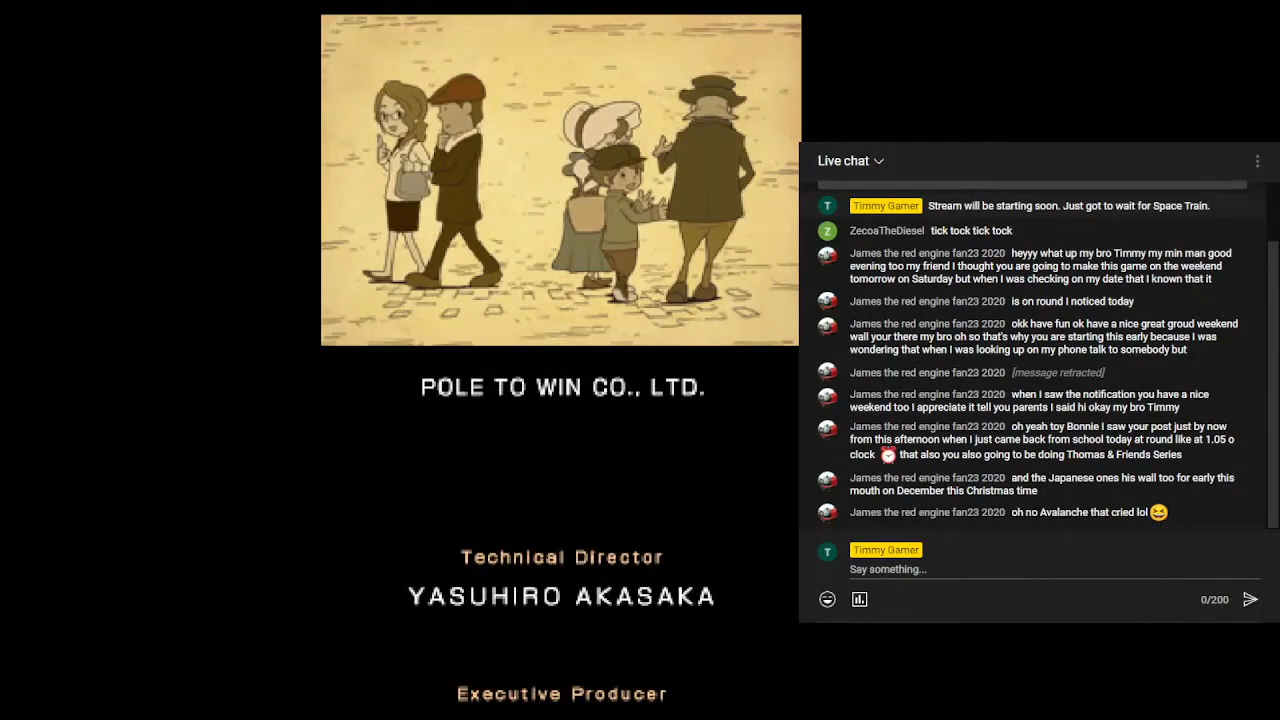 POLE TO WIN CO., LTD.
Technical Director
YASUHIRO AKASAKA
Executive Producer
Live chat
Timmy Gamer Stream will be starting soon. Just got to wait for Space Train.
Z ZecoaTheDiesel tick tock tick tock
James the red engine fan23 2020 heyyy what up my bro Timmy my min man good
evening too my friend I thought you are going to make this game on the weekend
tomorrow on Saturday but when I was checking on my date that I known that it
James the red engine fan23 2020 is on round I noticed today
James the red engine fan23 2020 okk have fun ok have a nice great groud weekend
wall your there my bro oh so that's why you are starting this early because I was
wondering that when I was looking up on my phone talk to somebody but
James the red engine fan23 2020 [message retracted]
James the red engine fan23 2020 when I saw the notification you have a nice
weekend too I appreciate it tell you parents I said hi okay my bro Timmy
James the red engine fan23 2020 oh yeah toy Bonnie I saw your post just by now
from this afternoon when I just came back from school today at round like at 1.05 o
clock ⏰ that also you also going to be doing Thomas & Friends Series
James the red engine fan23 2020 and the Japanese ones his wall too for early this
mouth on December this Christmas time
James the red engine fan23 2020 oh no Avalanche that cried lol 😆
T Timmy Gamer
Say something...
0/200